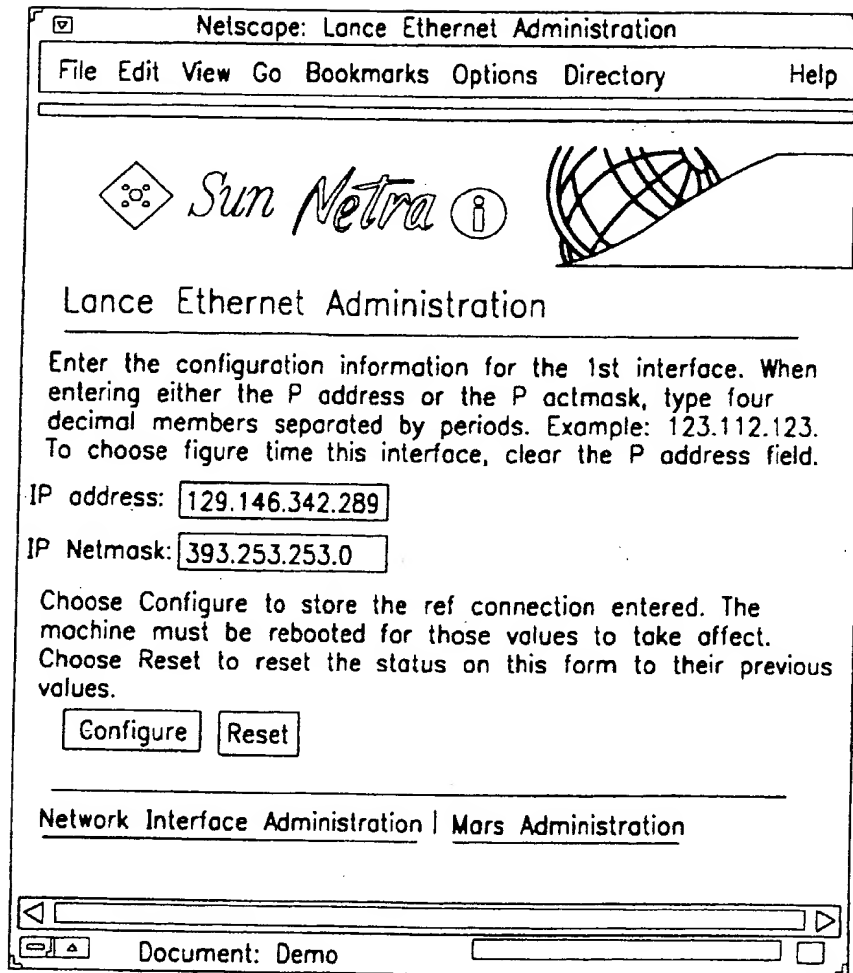 Netscape: Lance Ethernet Administration
File Edit View Go Bookmarks Options Directory Help
Sun Netra i
Lance Ethernet Administration
Enter the configuration information for the 1st interface. When
entering either the P address or the P actmask, type four
decimal members separated by periods. Example: 123.112.123.
To choose figure time this interface, clear the P address field.
IP address: 129.146.342.289
IP Netmask: 393.253.253.0
Choose Configure to store the ref connection entered. The
machine must be rebooted for those values to take affect.
Choose Reset to reset the status on this form to their previous
values.
Configure Reset
Network Interface Administration | Mars Administration
Document: Demo